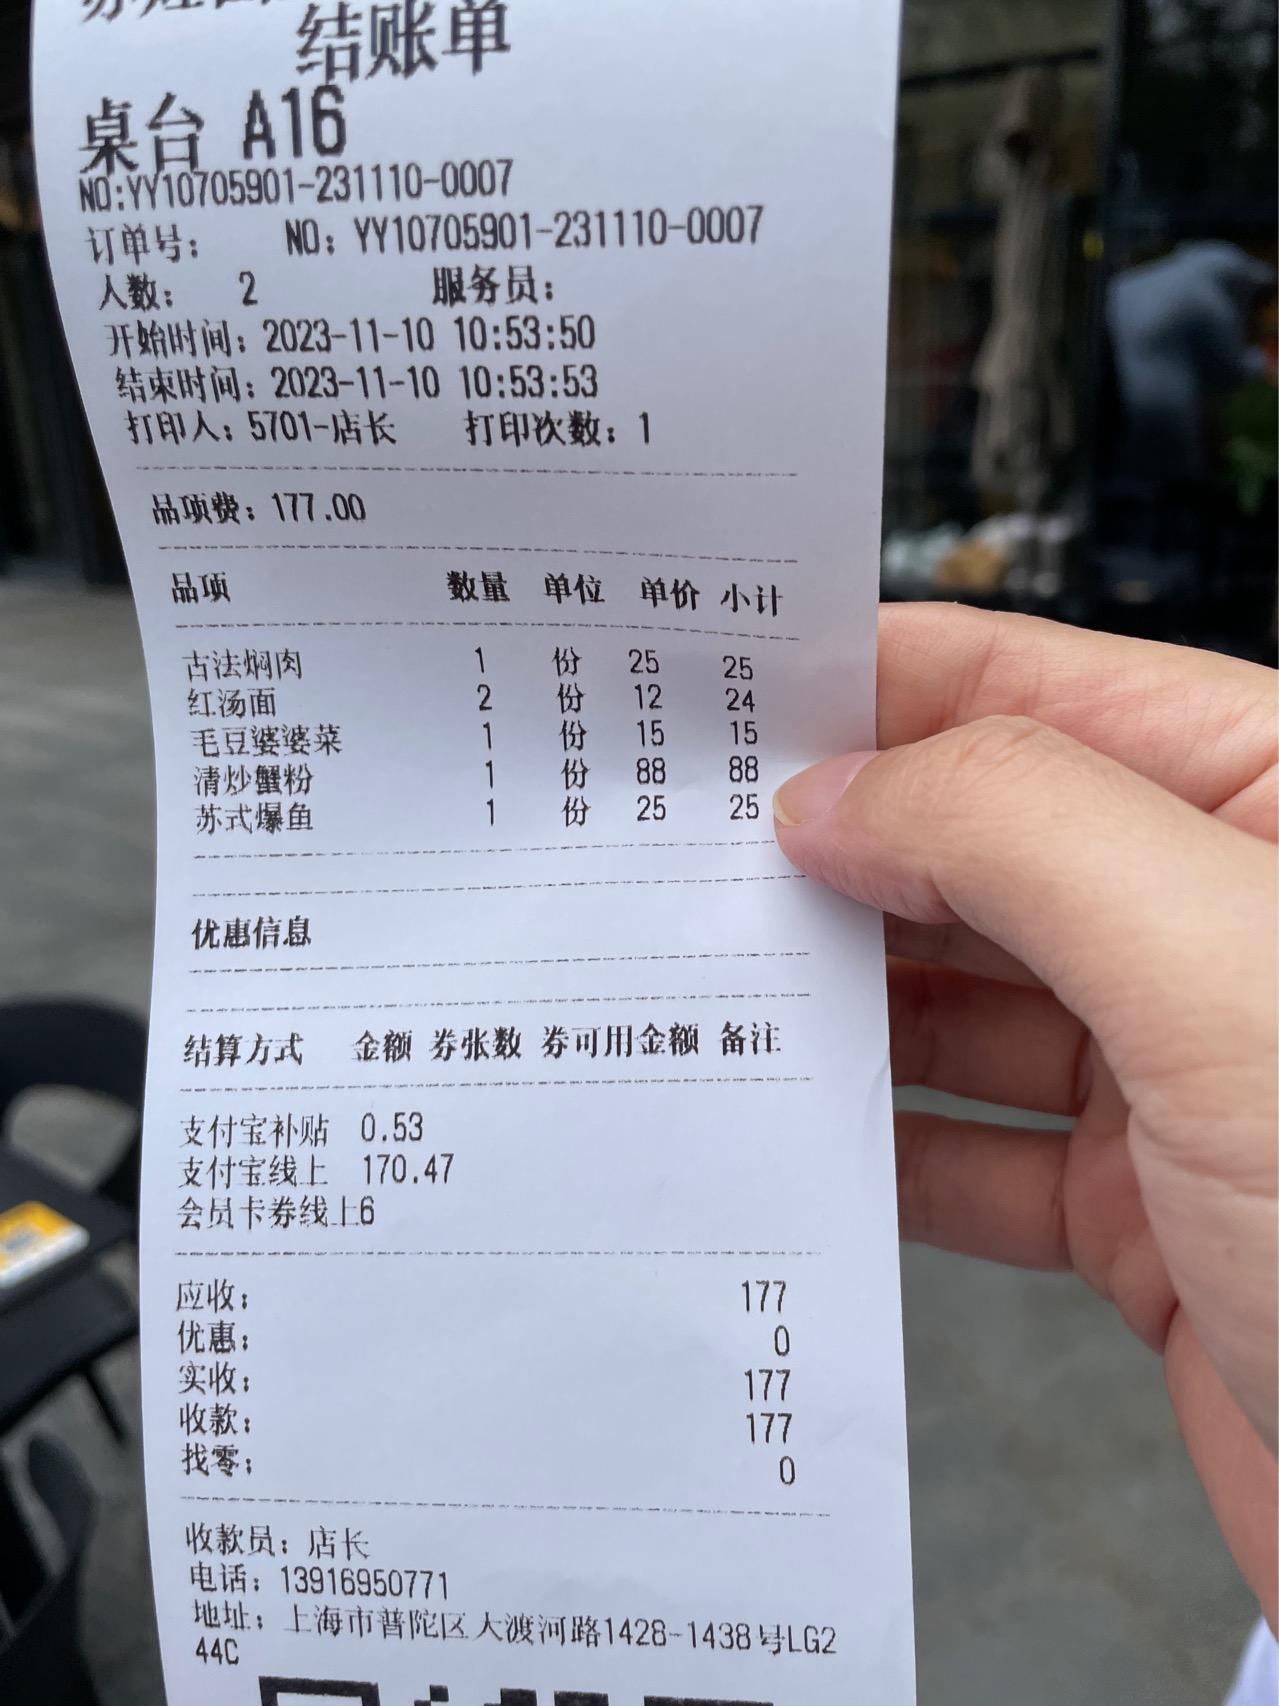 结账单
桌台 A16
NO:YY10705901-231110-0007
订单号: NO: YY10705901-231110-0007
人数: 2 服务员:
开始时间: 2023-11-10 10:53:50
结束时间: 2023-11-10 10:53:53
打印人: 5701-店长 打印次数: 1
品项费: 177.00
品项 数量 单位 单价 小计
古法焖肉 1 份 25 25
红汤面 2 份 12 24
毛豆婆婆菜 1 份 15 15
清炒蟹粉 1 份 88 88
苏式爆鱼 1 份 25 25
优惠信息
结算方式 金额 券张数 券可用金额 备注
支付宝补贴 0.53
支付宝线上 170.47
会员卡券线上6
应收: 177
优惠: 0
实收: 177
收款: 177
找零: 0
收款员: 店长
电话: 13916950771
地址: 上海市普陀区大渡河路1428-1438号LG2
44C